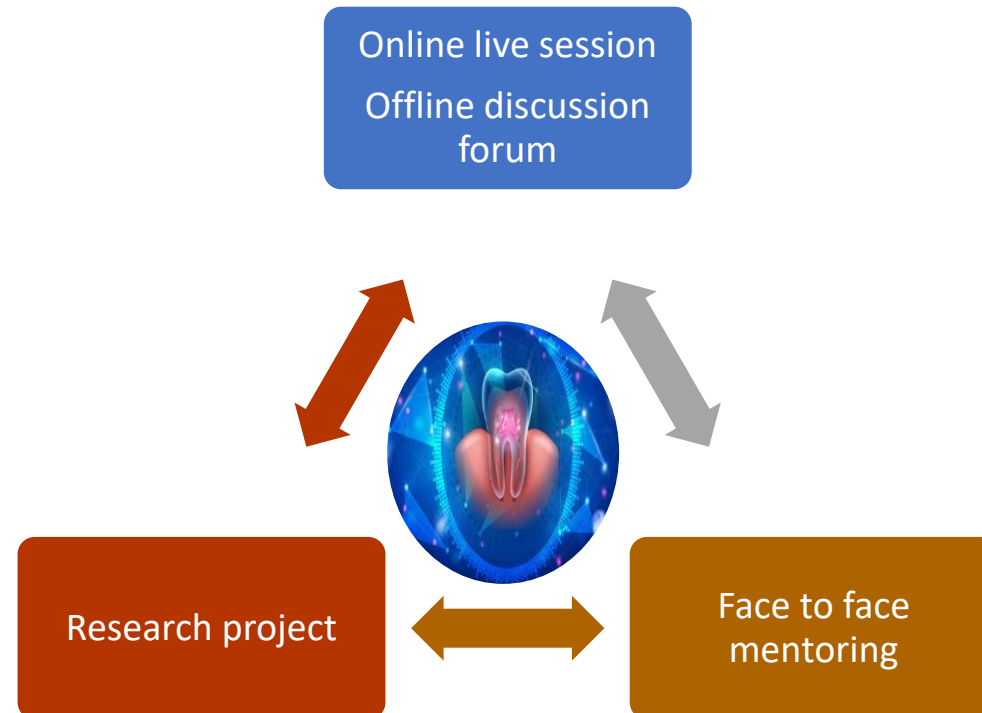 Online live session
Offline discussion
forum
Research project
Face to face
mentoring